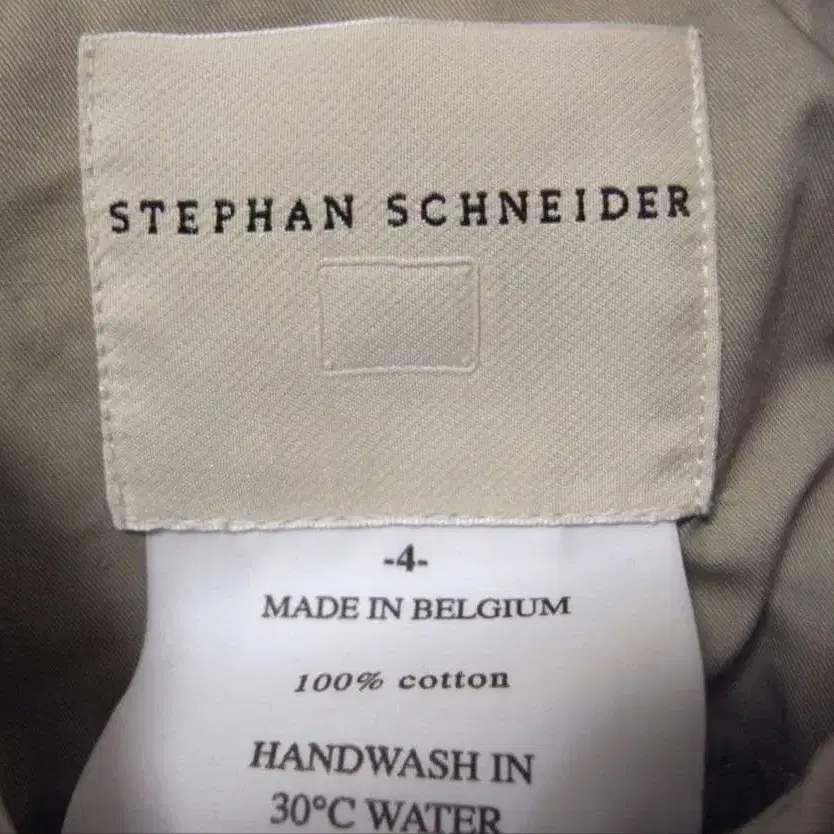 STEPHAN SCHNEIDER
-4-
MADE IN BELGIUM
100% cotton
HANDWASH IN
30°C WATER